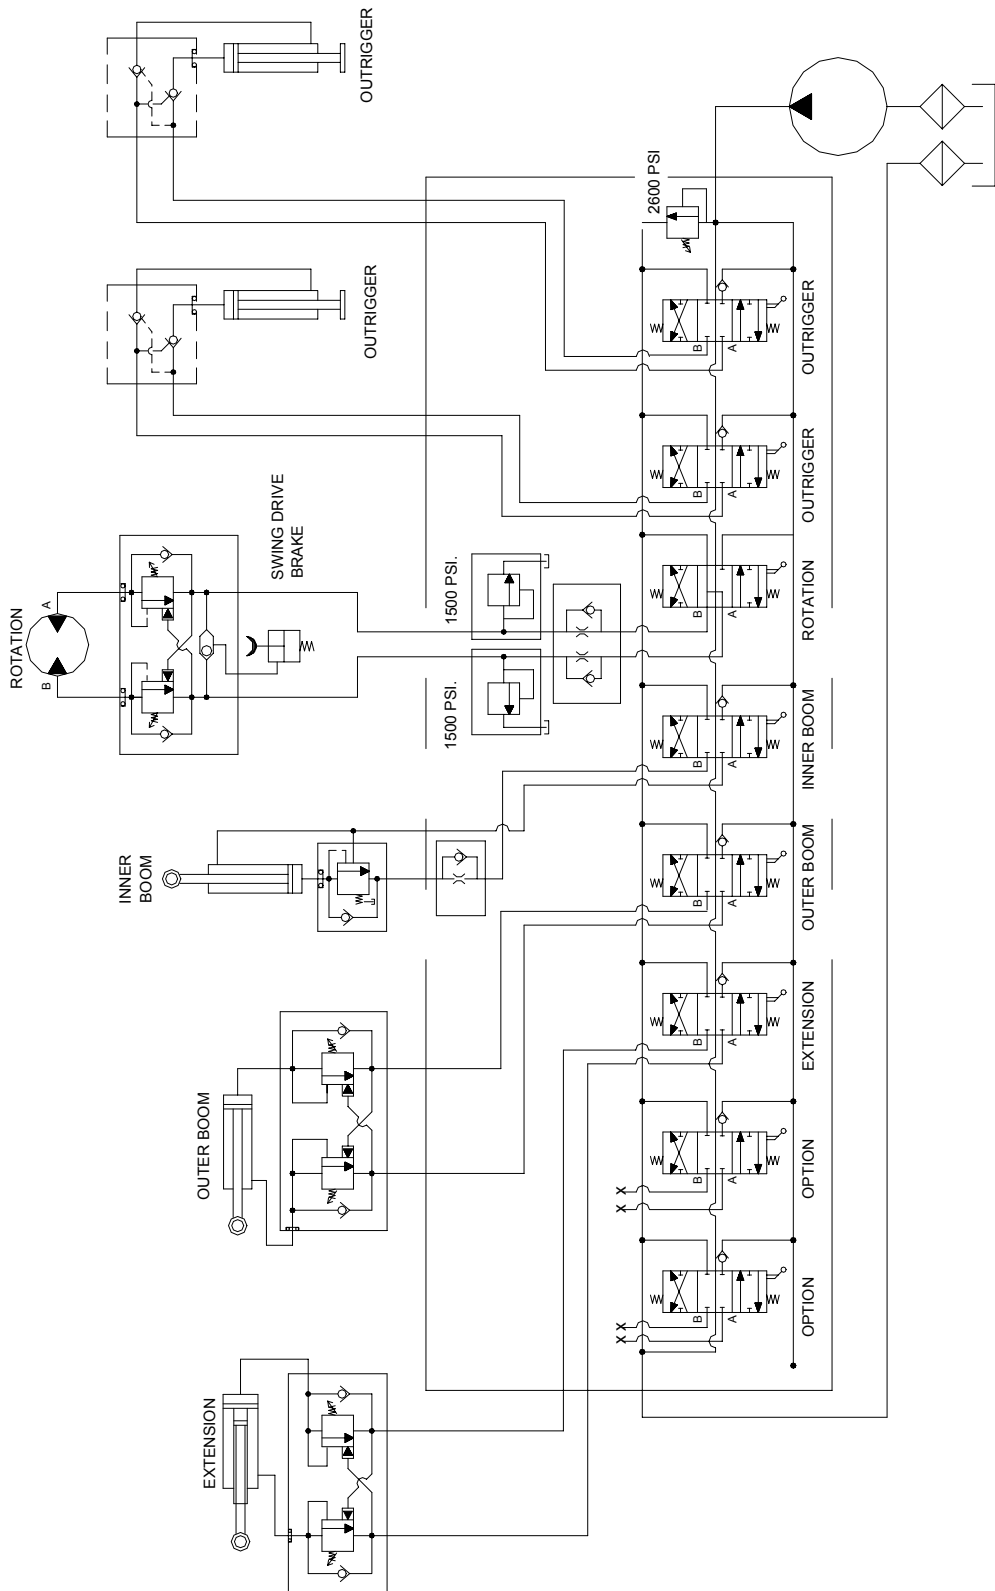 ROTATION
B
A
INNER
BOOM
EXTENSION
OUTER BOOM
SWING DRIVE
BRAKE
OUTRIGGER
OUTRIGGER
1500 PSI.
1500 PSI.
X X
X X
2600 PSI
B
B
B
B
B
B
B
A
A
A
A
A
A
A
OPTION
OPTION
EXTENSION
OUTER BOOM
INNER BOOM
ROTATION
OUTRIGGER
OUTRIGGER